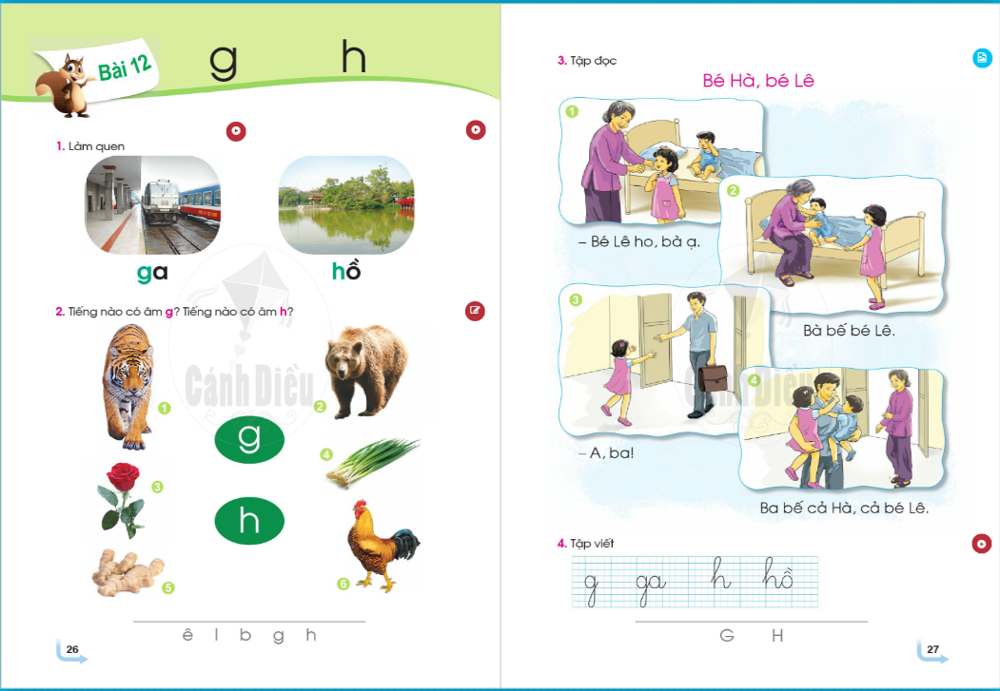 Bài 12
g h
1. Làm quen
ga hồ
2. Tiếng nào có âm g? Tiếng nào có âm h?
1
2
g
4
3
h
5
6
Cánh Diều
ê l b g h
26
3. Tập đọc
Bé Hà, bé Lê
1
– Bé Lê ho, bà ạ.
2
Bà bế bé Lê.
3
– A, ba!
4
Ba bế cả Hà, cả bé Lê.
Cánh Diều
4. Tập viết
g ga h hồ
G H
27